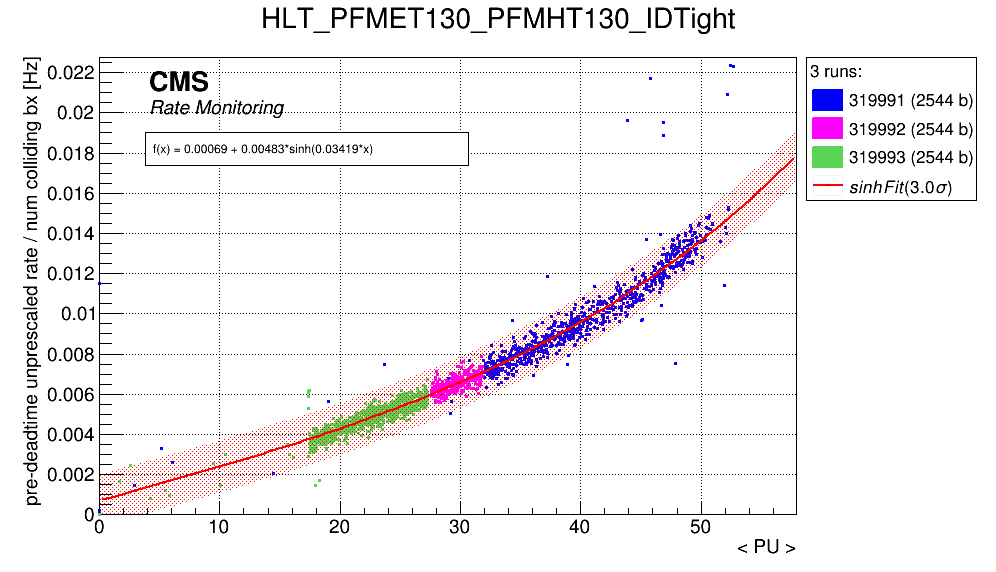 HLT_PFMET130_PFMHT130_IDTight
pre-deadtime unprescaled rate / num colliding bx [Hz]
0.022
0.02
0.018
0.016
0.014
0.012
0.01
0.008
0.006
0.004
0.002
0
CMS
Rate Monitoring
f(x) = 0.00069 + 0.00483*sinh(0.03419*x)
0 10 20 30 40 50
< PU >
3 runs:
319991 (2544 b)
319992 (2544 b)
319993 (2544 b)
sinhFit(3.0σ)